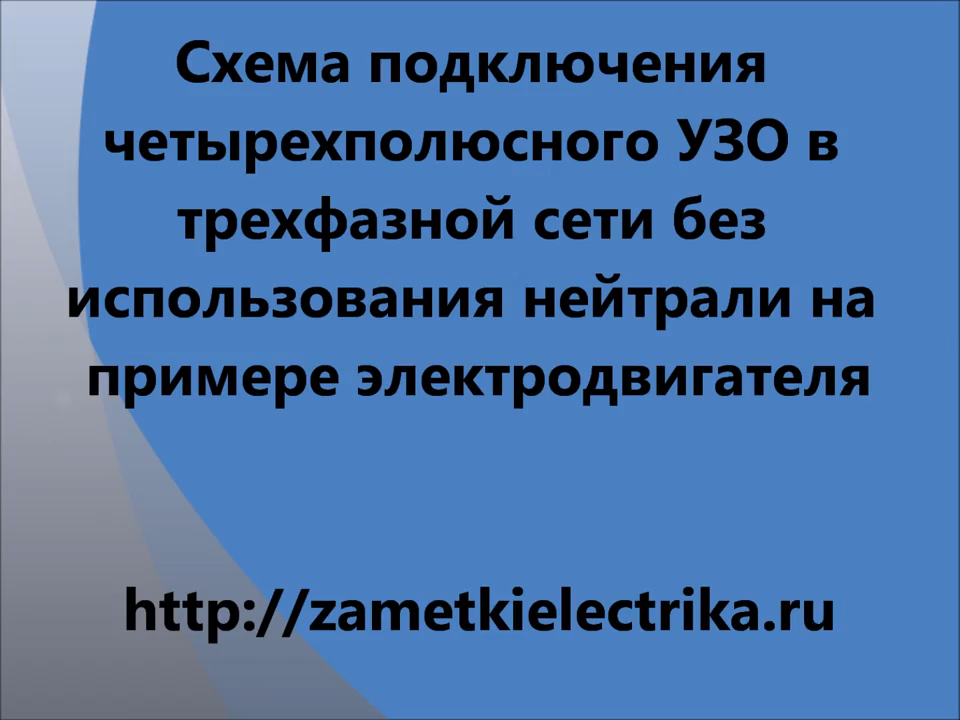 Схема подключения
четырехполюсного УЗО в
трехфазной сети без
использования нейтрали на
примере электродвигателя
http://zametkielectrika.ru